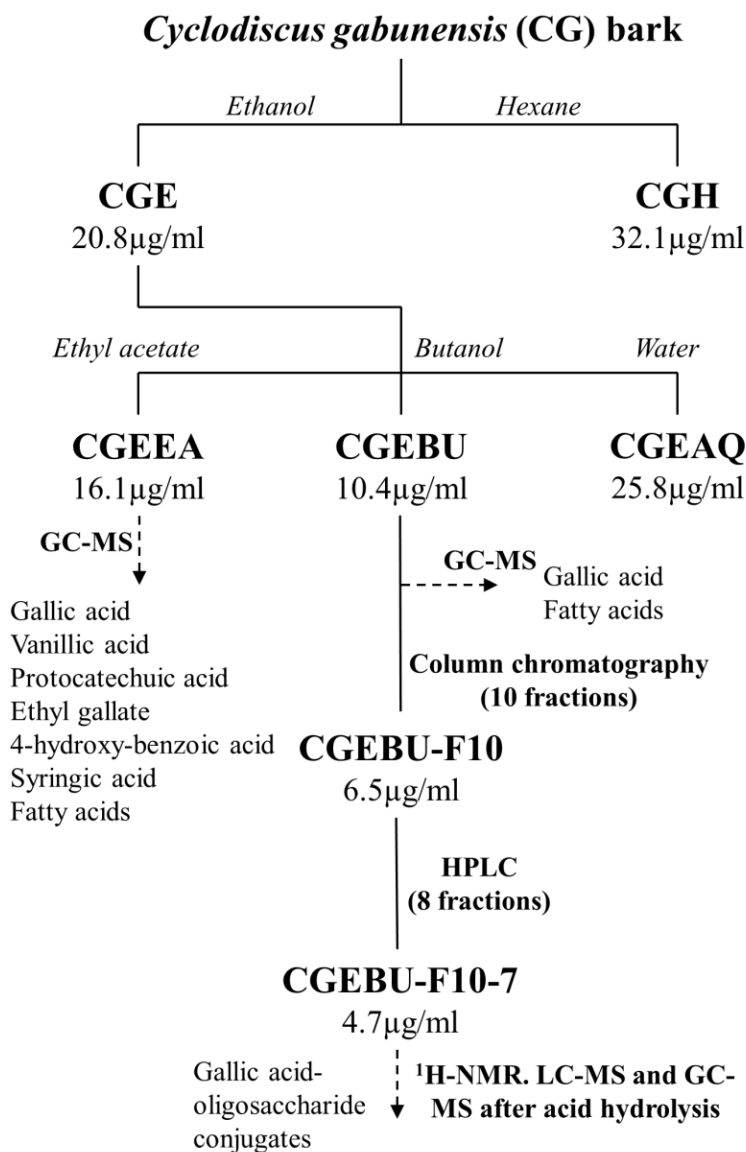 Cyclodiscus gabunensis (CG) bark
Ethanol
Hexane
CGE
20.8µg/ml
CGH
32.1µg/ml
Ethyl acetate
Butanol
Water
CGEEA
16.1µg/ml
CGEBU
10.4µg/ml
CGEAQ
25.8µg/ml
GC-MS
Gallic acid
Vanillic acid
Protocatechuic acid
Ethyl gallate
4-hydroxy-benzoic acid
Syringic acid
Fatty acids
GC-MS
Gallic acid
Fatty acids
Column chromatography
(10 fractions)
CGEBU-F10
6.5µg/ml
HPLC
(8 fractions)
CGEBU-F10-7
4.7µg/ml
Gallic acid-
oligosaccharide
conjugates
¹H-NMR. LC-MS and GC-
MS after acid hydrolysis